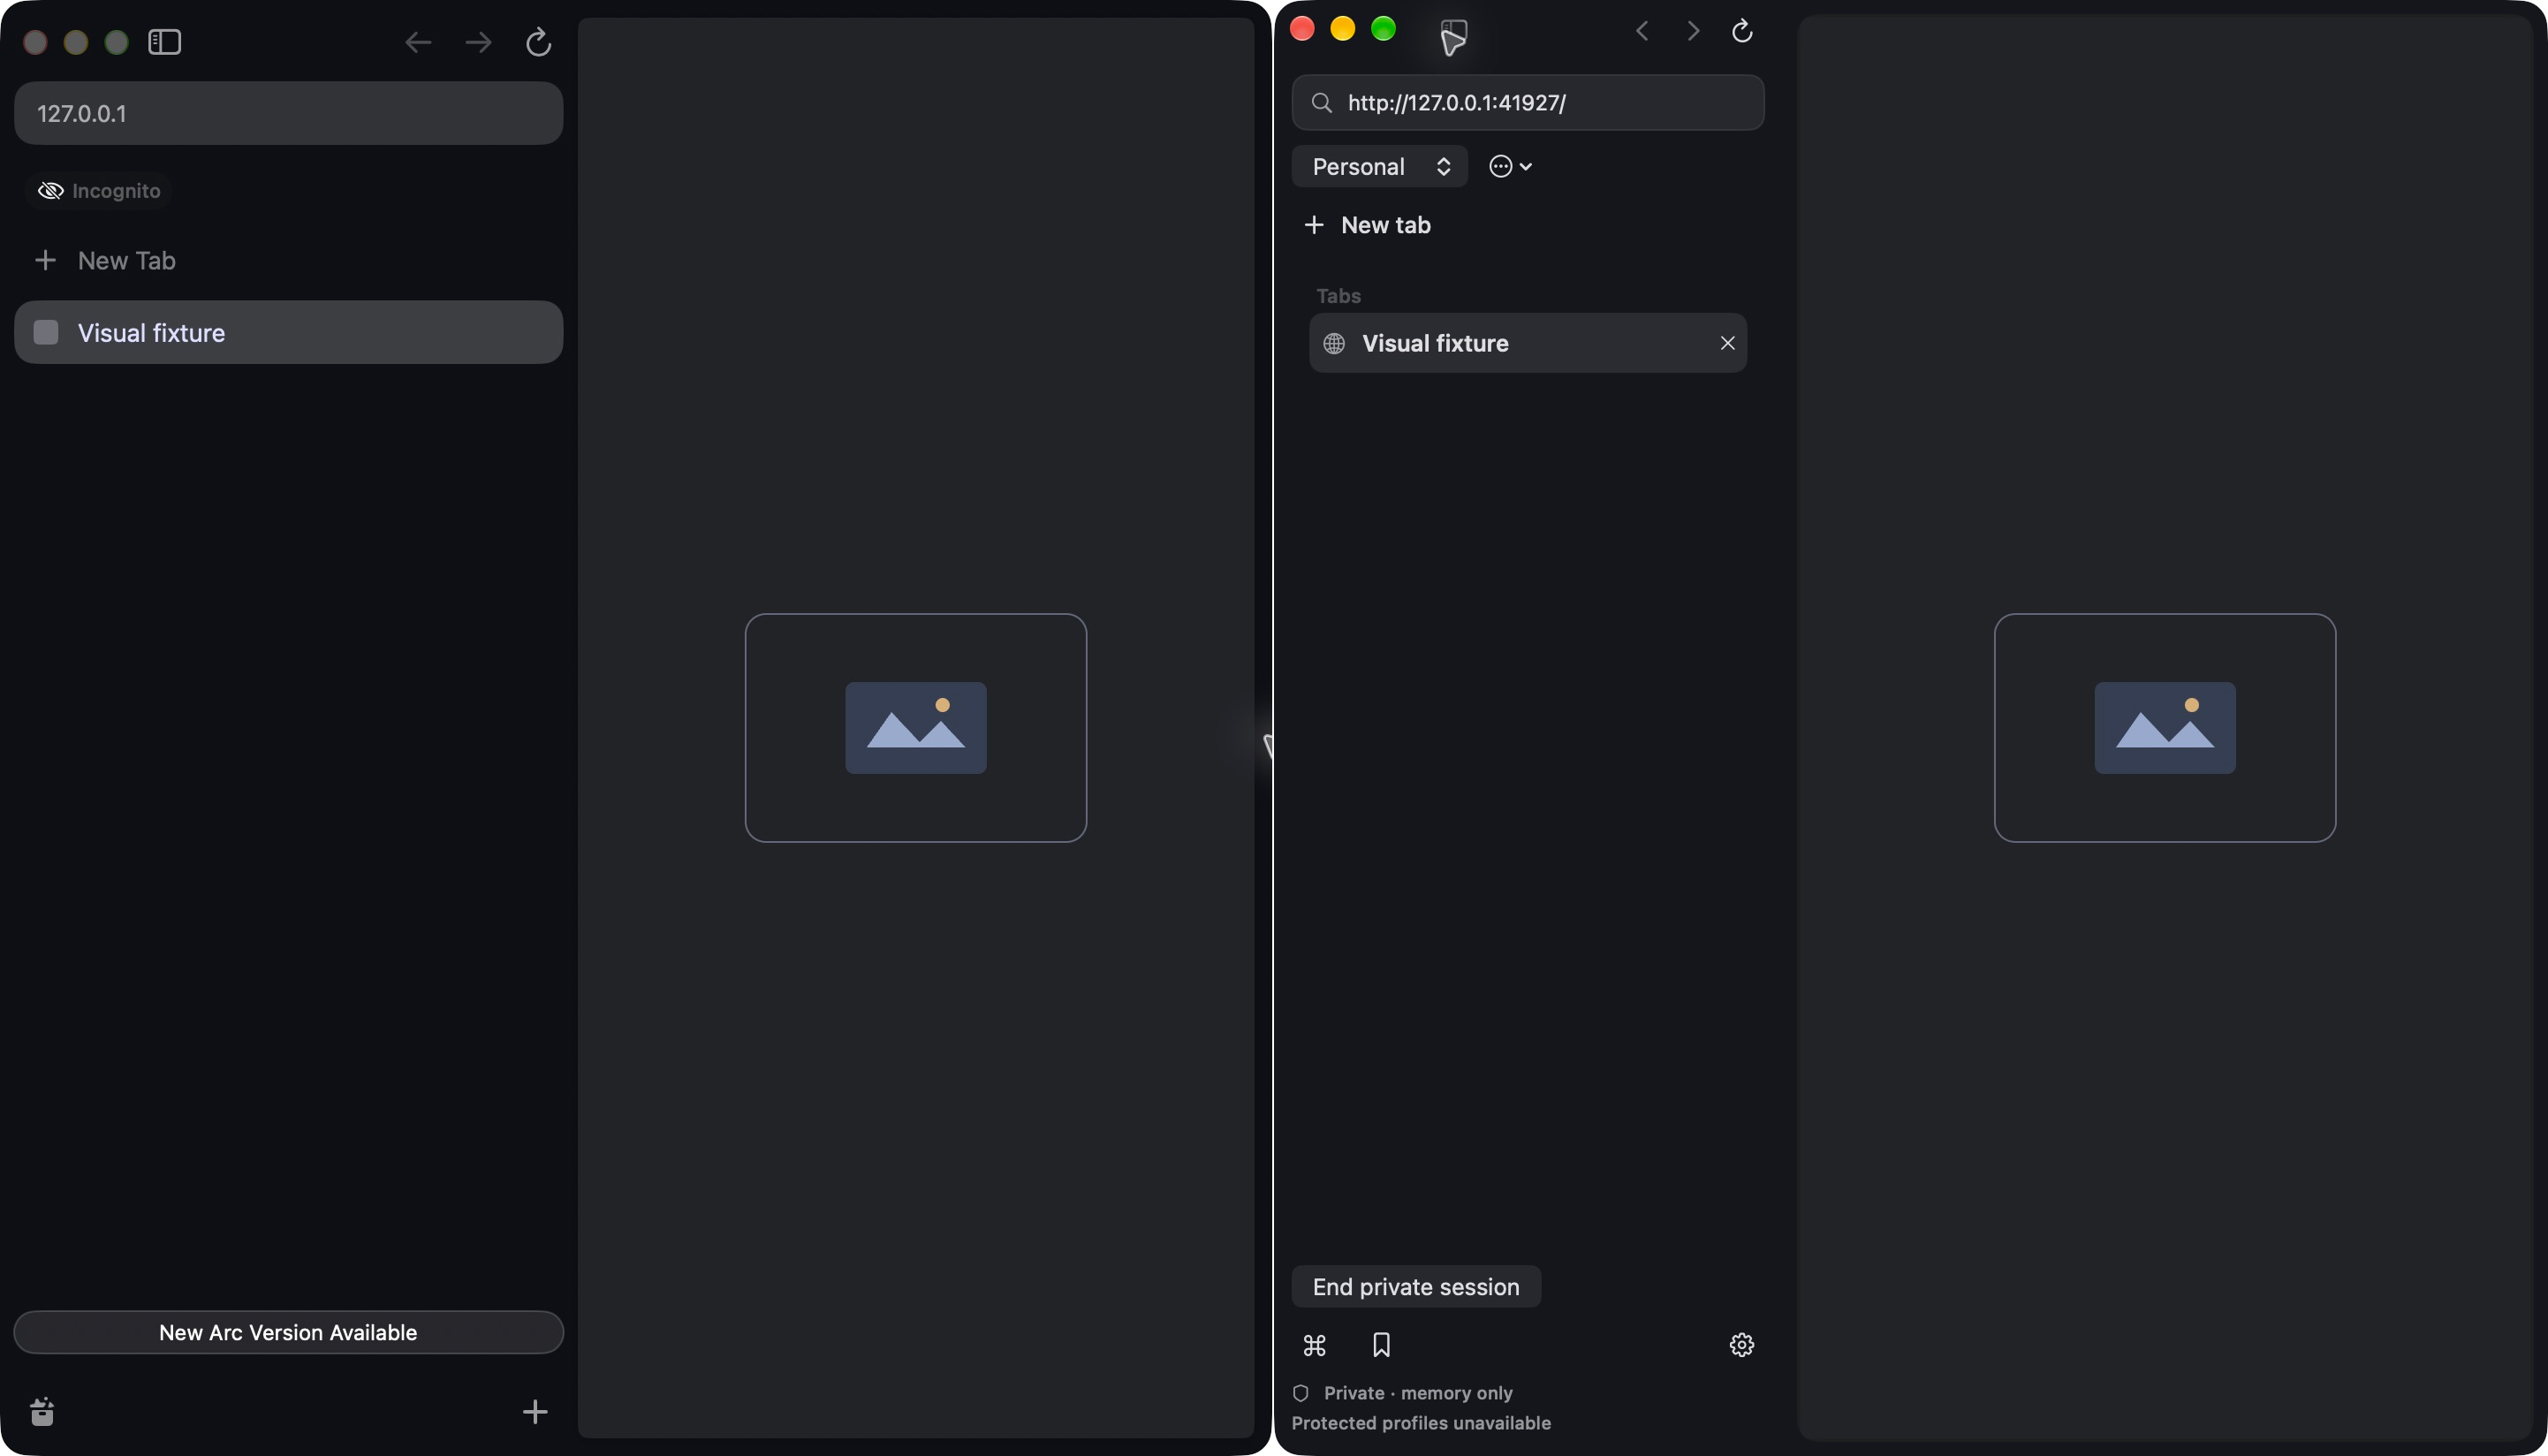 127.0.0.1
Incognito
New Tab
Visual fixture
New Arc Version Available
http://127.0.0.1:41927/
Personal
New tab
Tabs
Visual fixture
End private session
Private · memory only
Protected profiles unavailable